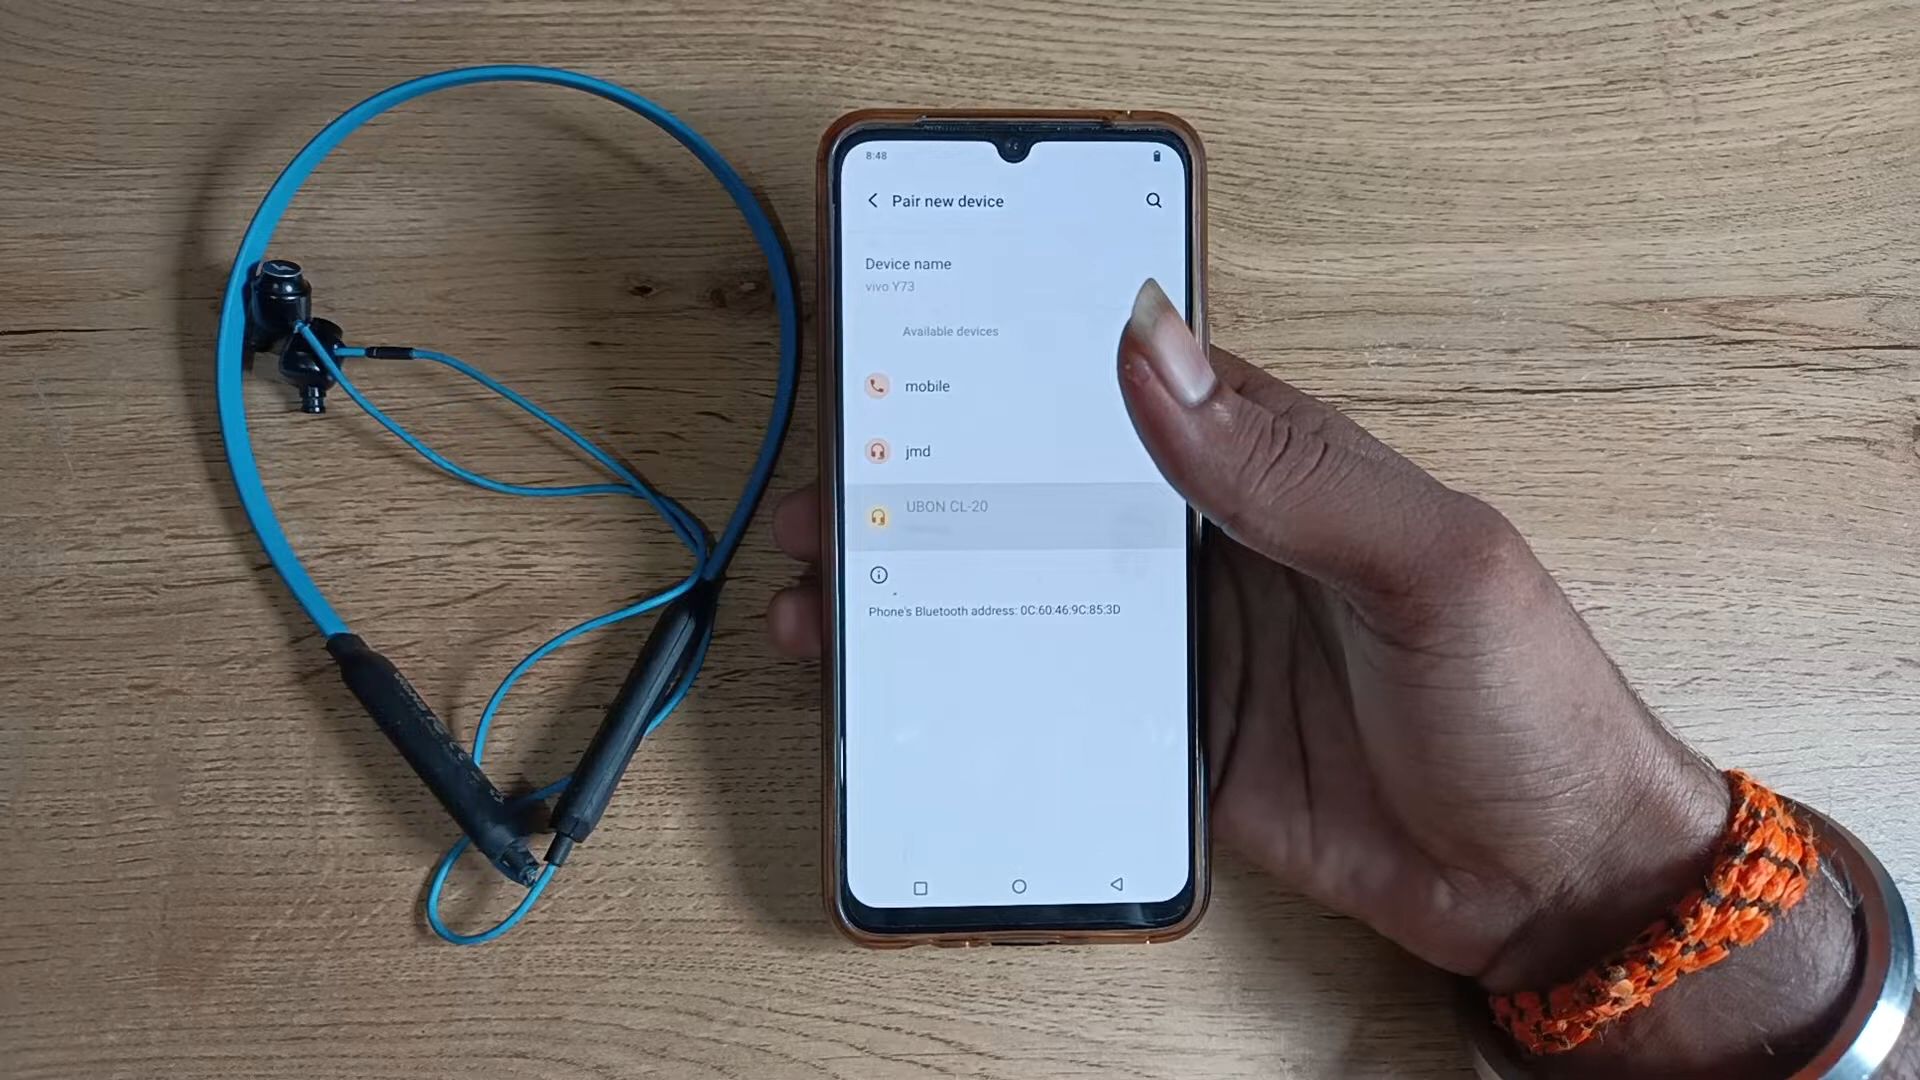 8:48
Pair new device
Device name
vivo Y73
Available devices
mobile
jmd
UBON CL-20
Phone's Bluetooth address: 0C:60:46:9C:85:3D